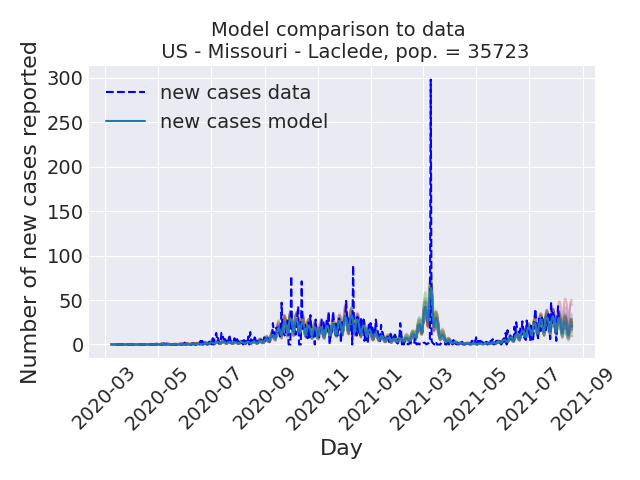 Model comparison to data
US - Missouri - Laclede, pop. = 35723
Number of new cases reported
300
250
200
150
100
50
0
new cases data
new cases model
2020-03
2020-05
2020-07
2020-09
2020-11
2021-01
2021-03
2021-05
2021-07
2021-09
Day